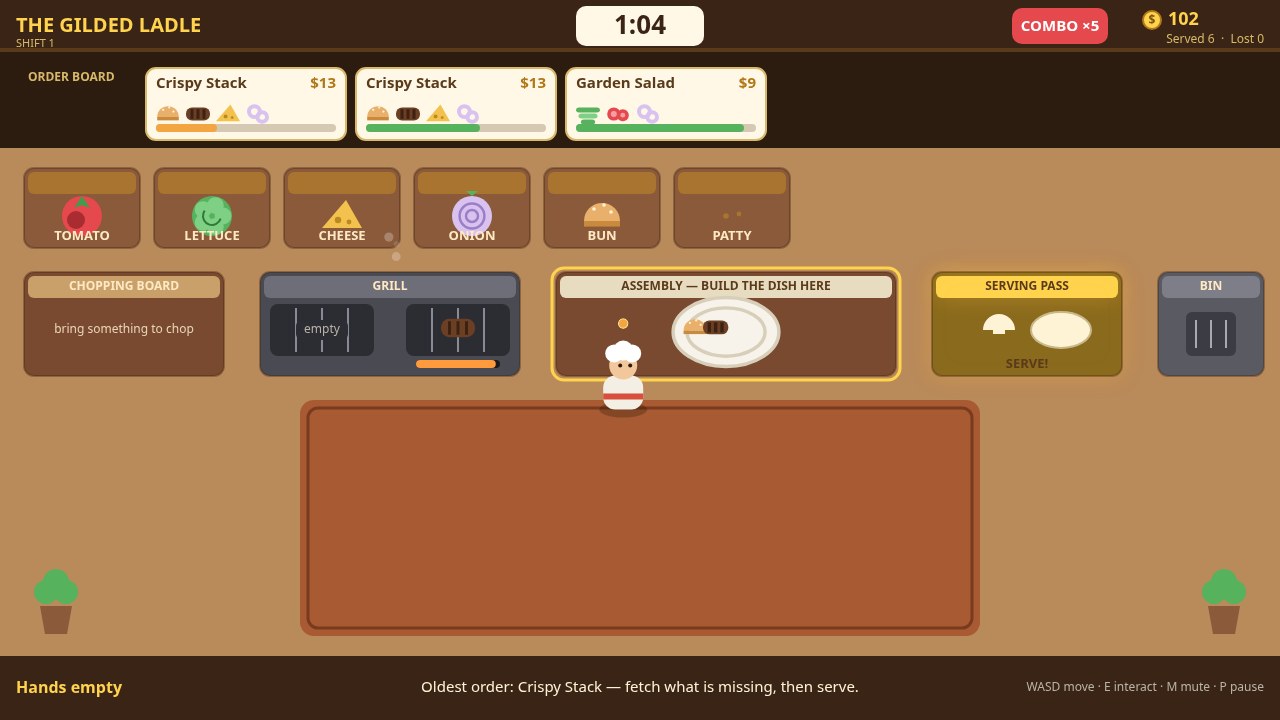 THE GILDED LADLE
SHIFT 1
1:04
COMBO ×5
$ 102
Served 6 · Lost 0
ORDER BOARD
Crispy Stack $13
Crispy Stack $13
Garden Salad $9
TOMATO
LETTUCE
CHEESE
ONION
BUN
PATTY
CHOPPING BOARD
bring something to chop
GRILL
empty
ASSEMBLY — BUILD THE DISH HERE
SERVING PASS
SERVE!
BIN
Hands empty
Oldest order: Crispy Stack — fetch what is missing, then serve.
WASD move · E interact · M mute · P pause